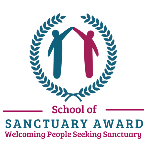 School of
SANCTUARY AWARD
Welcoming People Seeking Sanctuary